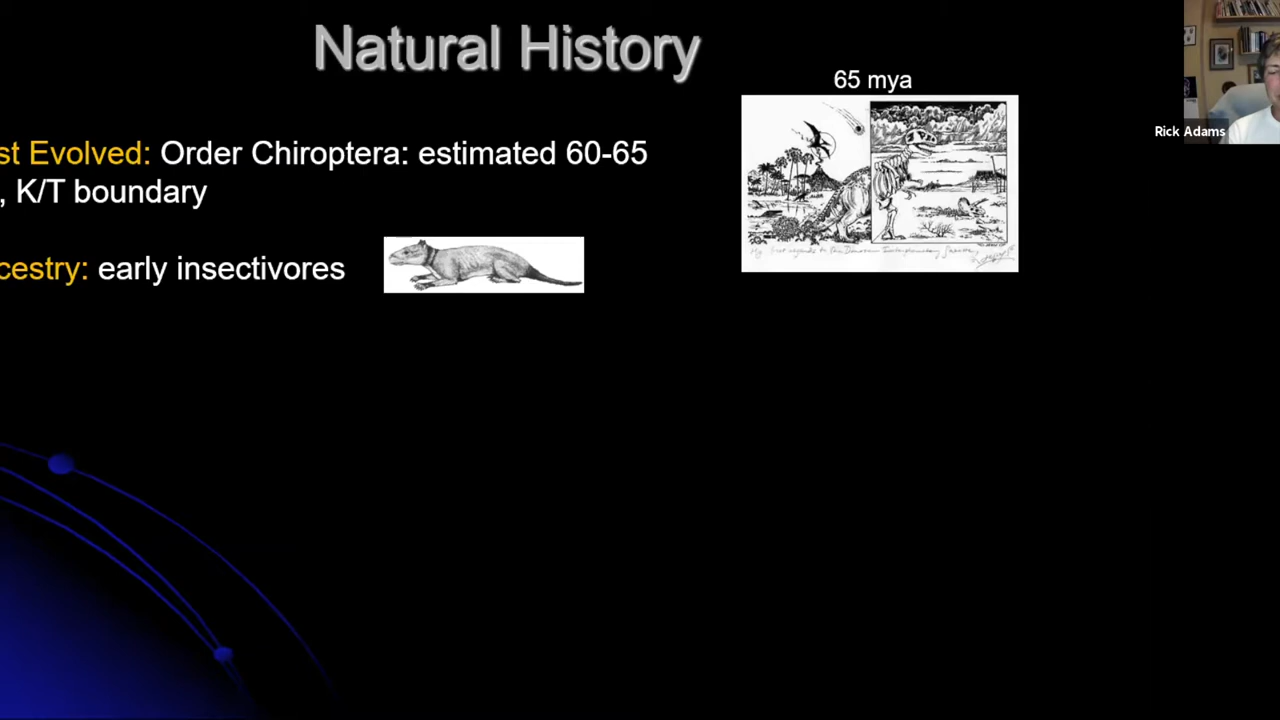 Natural History
65 mya
Rick Adams
st Evolved: Order Chiroptera: estimated 60-65
, K/T boundary
cestry: early insectivores